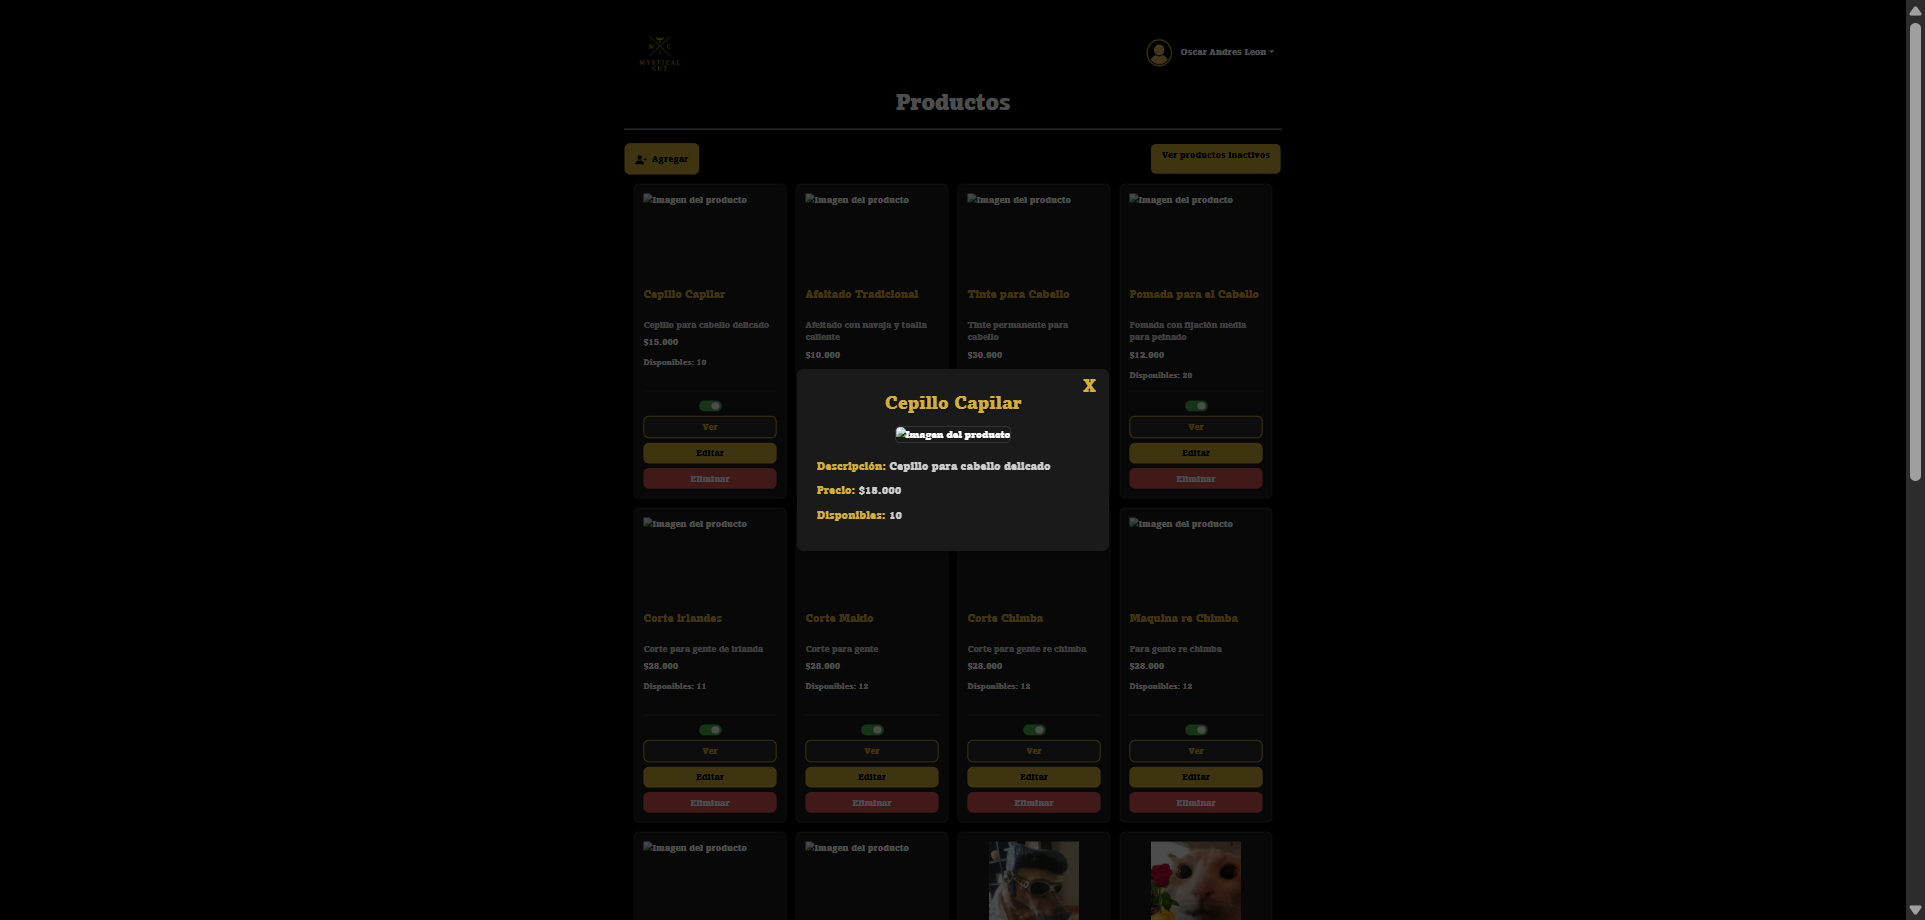 M C
MYSTICAL
CUT
Oscar Andres Leon
Productos
Agregar
Ver productos inactivos
Imagen del producto
Imagen del producto
Imagen del producto
Imagen del producto
Cepillo Capilar
Afeitado Tradicional
Tinte para Cabello
Pomada para el Cabello
Cepillo para cabello delicado
Afeitado con navaja y toalla
caliente
Tinte permanente para
cabello
Pomada con fijación media
para peinado
$15.000
$10.000
$30.000
$12.000
Disponibles: 10
Disponibles: 20
X
Cepillo Capilar
Imagen del producto
Descripción: Cepillo para cabello delicado
Precio: $15.000
Disponibles: 10
Ver
Editar
Eliminar
Ver
Editar
Eliminar
Imagen del producto
Imagen del producto
Corte Irlandes
Corte Makio
Corte Chimba
Maquina re Chimba
Corte para gente de irlanda
Corte para gente
Corte para gente re chimba
Para gente re chimba
$28.000
$28.000
$28.000
$28.000
Disponibles: 11
Disponibles: 12
Disponibles: 12
Disponibles: 12
Ver
Ver
Ver
Ver
Editar
Editar
Editar
Editar
Eliminar
Eliminar
Eliminar
Eliminar
Imagen del producto
Imagen del producto